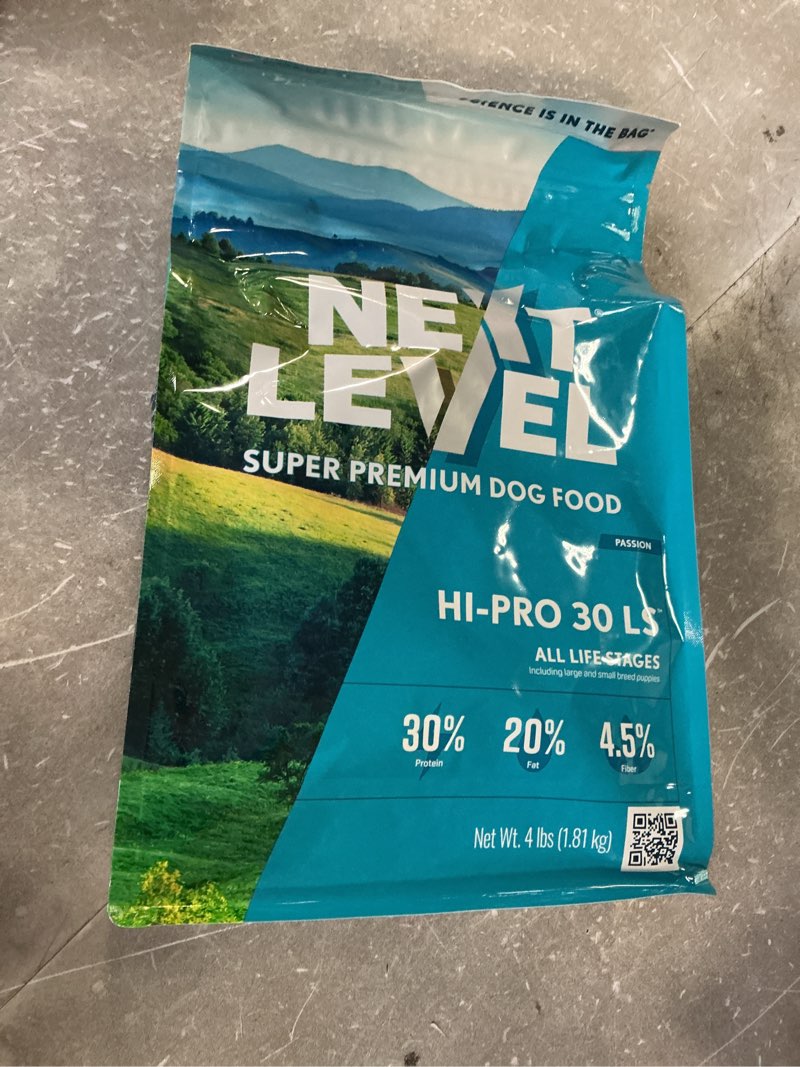 SCIENCE IS IN THE BAG
NEXT
LEVEL
SUPER PREMIUM DOG FOOD
PASSION
HI-PRO 30 LS™
ALL LIFE STAGES
Including large and small breed puppies
30% 20% 4.5%
Protein Fat Fiber
Net Wt. 4 lbs (1.81 kg)